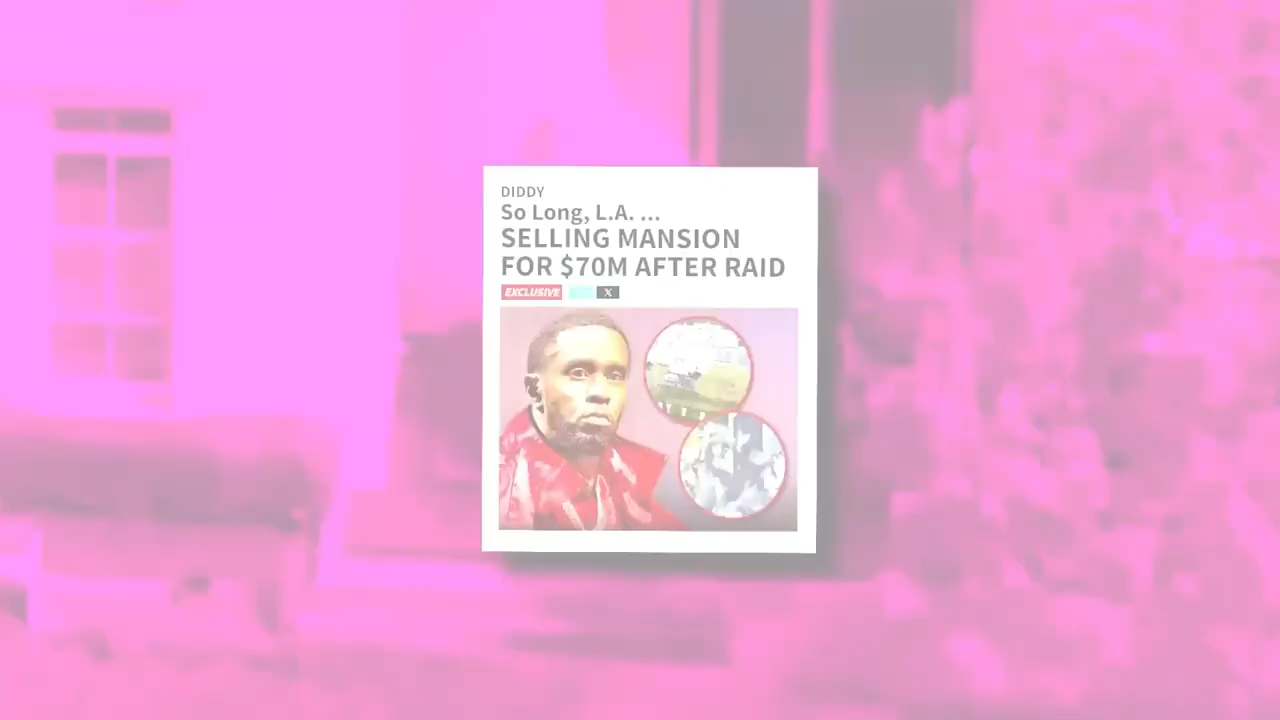 DIDDY
So Long, L.A. ...
SELLING MANSION
FOR $70M AFTER RAID
EXCLUSIVE X